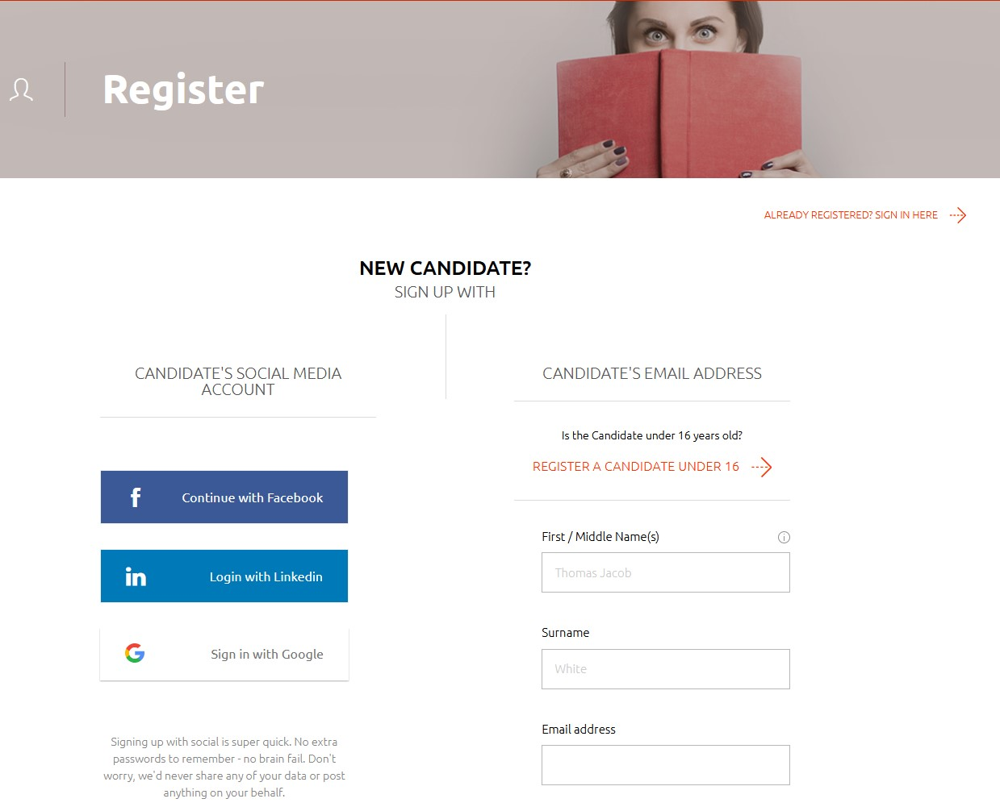 Register
ALREADY REGISTERED? SIGN IN HERE
NEW CANDIDATE?
SIGN UP WITH
CANDIDATE'S SOCIAL MEDIA
ACCOUNT
f Continue with Facebook
in Login with Linkedin
G Sign in with Google
Signing up with social is super quick. No extra
passwords to remember - no brain fail. Don't
worry, we'd never share any of your data or post
anything on your behalf.
CANDIDATE'S EMAIL ADDRESS
Is the Candidate under 16 years old?
REGISTER A CANDIDATE UNDER 16
First / Middle Name(s)
Thomas Jacob
Surname
White
Email address